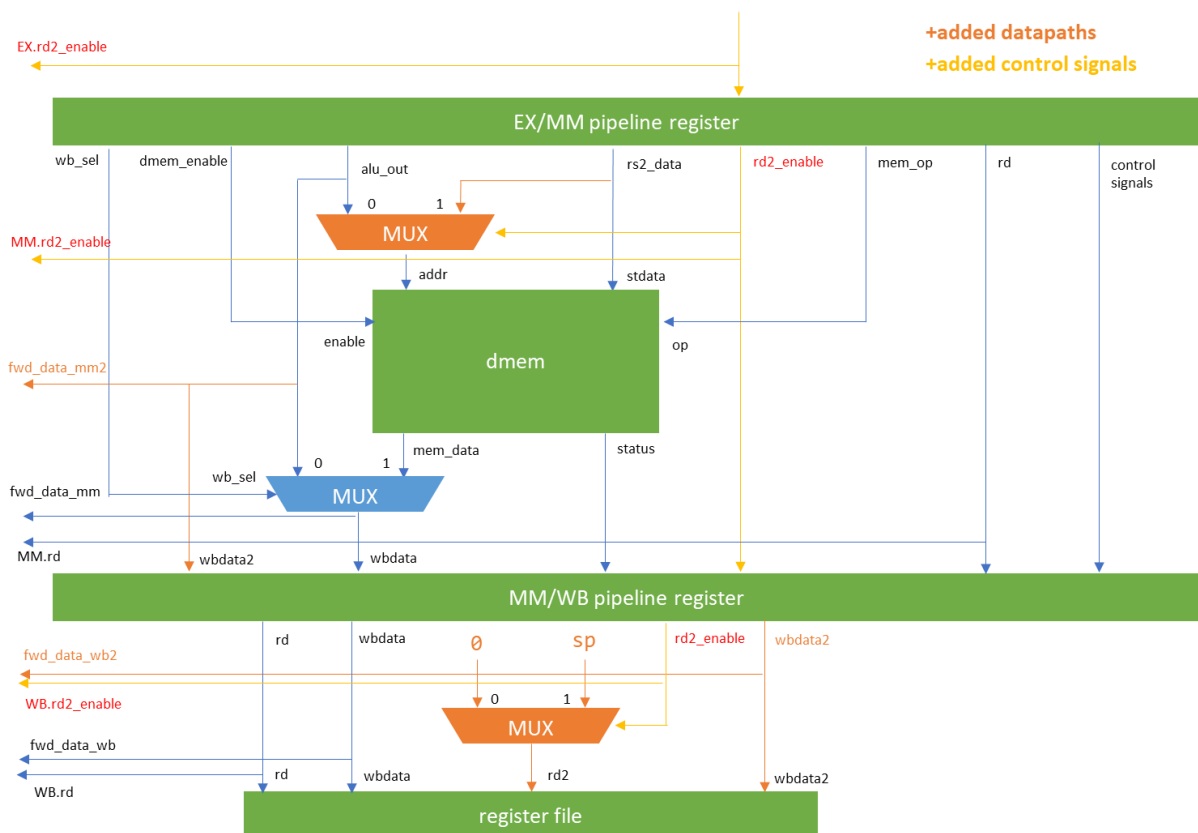 +added datapaths
EX.rd2_enable
+added control signals
EX/MM pipeline register
wb_sel
dmem_enable
alu_out
rs2_data
rd2_enable
mem_op
rd
control
signals
0
1
MUX
MM.rd2_enable
addr
stdata
enable
op
dmem
fwd_data_mm2
mem_data
status
0
1
wb_sel
fwd_data_mm
MUX
MM.rd
wbdata2
wbdata
MM/WB pipeline register
rd
wbdata
0
sp
rd2_enable
wbdata2
fwd_data_wb2
WB.rd2_enable
0
1
MUX
fwd_data_wb
rd
wbdata
rd2
wbdata2
WB.rd
register file